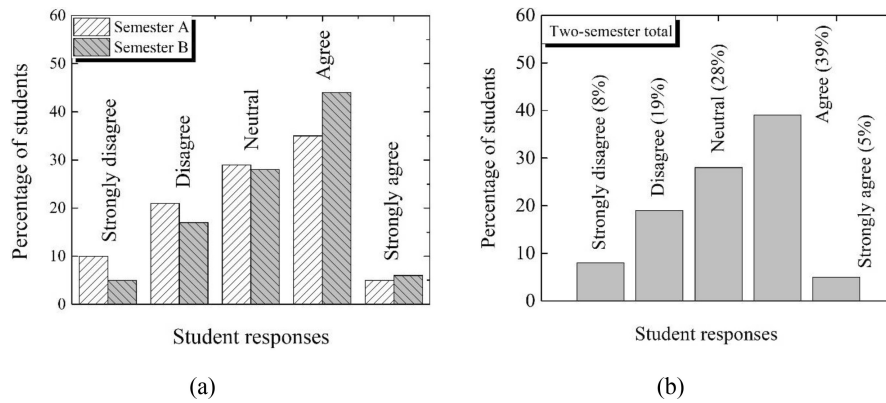 60
50
40
30
20
10
0
Percentage of students
Semester A
Semester B
Strongly disagree
Disagree
Neutral
Agree
Strongly agree
Student responses
(a)
60
50
40
30
20
10
0
Percentage of students
Two-semester total
Strongly disagree (8%)
Disagree (19%)
Neutral (28%)
Agree (39%)
Strongly agree (5%)
Student responses
(b)